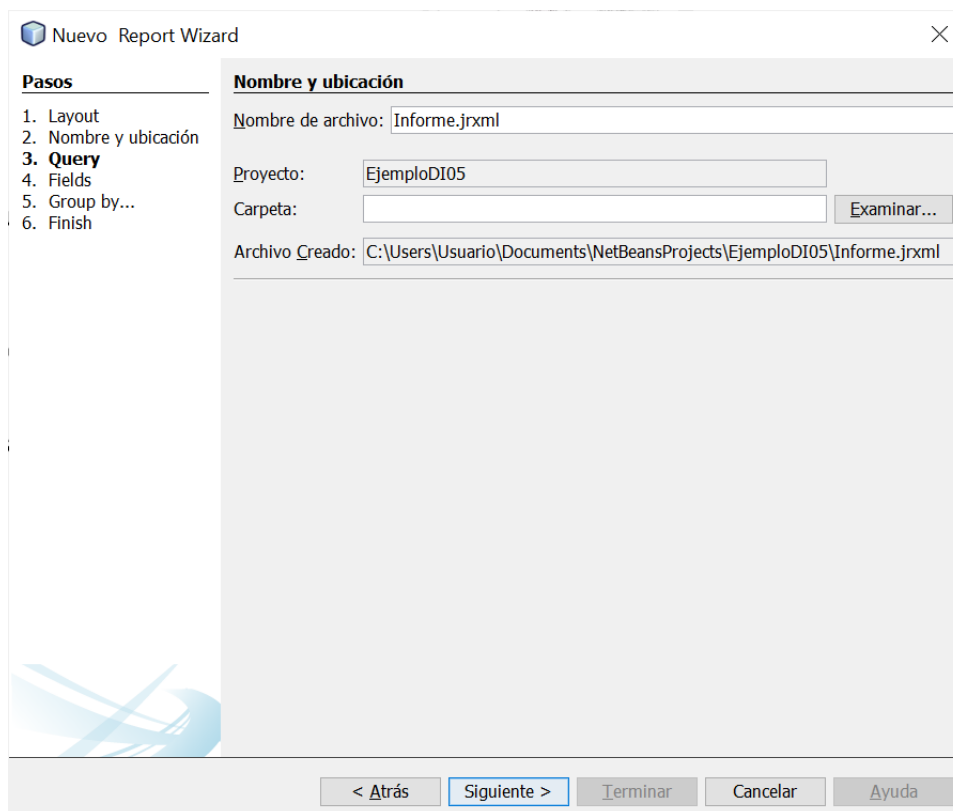 Nuevo  Report Wizard
Pasos
1. Layout
2. Nombre y ubicación
3. Query
4. Fields
5. Group by...
6. Finish
Nombre y ubicación
Nombre de archivo: Informe.jrxml
Proyecto: EjemploDI05
Carpeta: Examinar...
Archivo Creado: C:\Users\Usuario\Documents\NetBeansProjects\EjemploDI05\Informe.jrxml
< Atrás Siguiente > Terminar Cancelar Ayuda